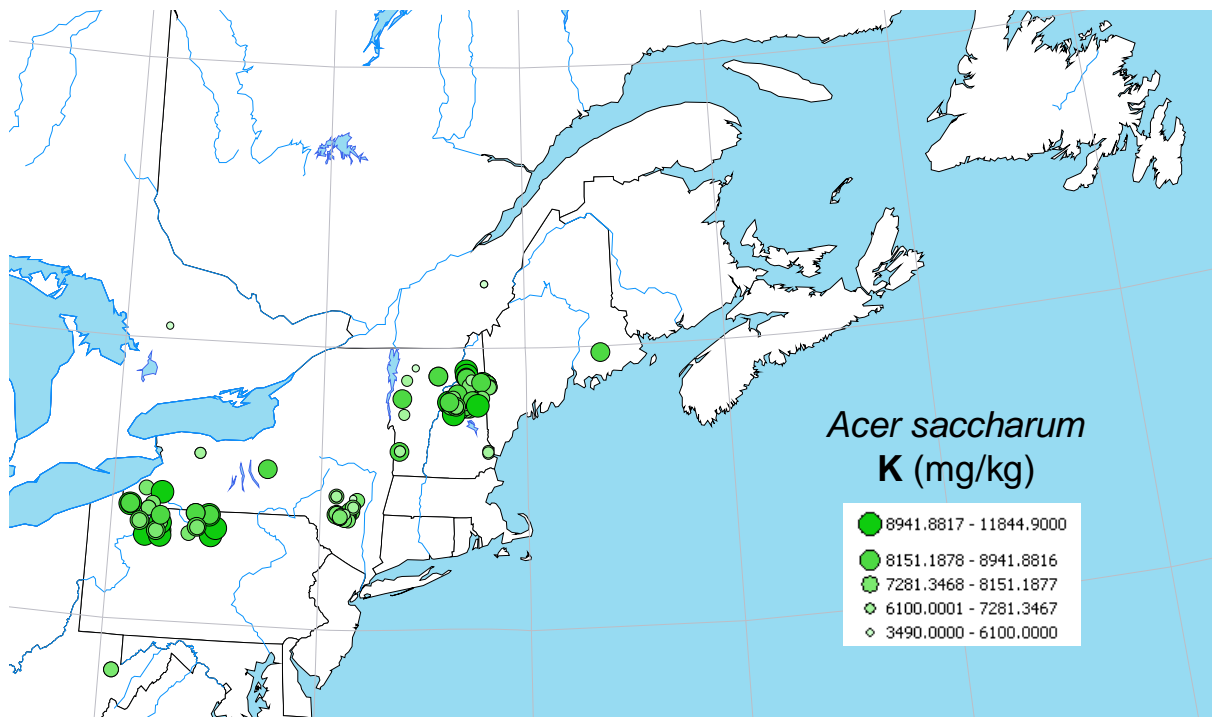 Acer saccharum
K (mg/kg)
8941.8817 - 11844.9000
8151.1878 - 8941.8816
7281.3468 - 8151.1877
6100.0001 - 7281.3467
3490.0000 - 6100.0000